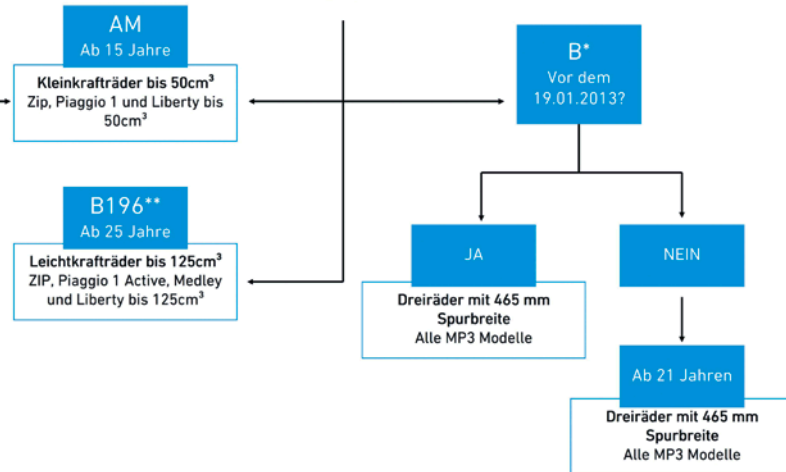 AM
Ab 15 Jahre
Kleinkrafträder bis 50cm³
Zip, Piaggio 1 und Liberty bis
50cm³
B196**
Ab 25 Jahre
Leichtkrafträder bis 125cm³
ZIP, Piaggio 1 Active, Medley
und Liberty bis 125cm³
B*
Vor dem
19.01.2013?
JA
Dreiräder mit 465 mm
Spurbreite
Alle MP3 Modelle
NEIN
Ab 21 Jahren
Dreiräder mit 465 mm
Spurbreite
Alle MP3 Modelle